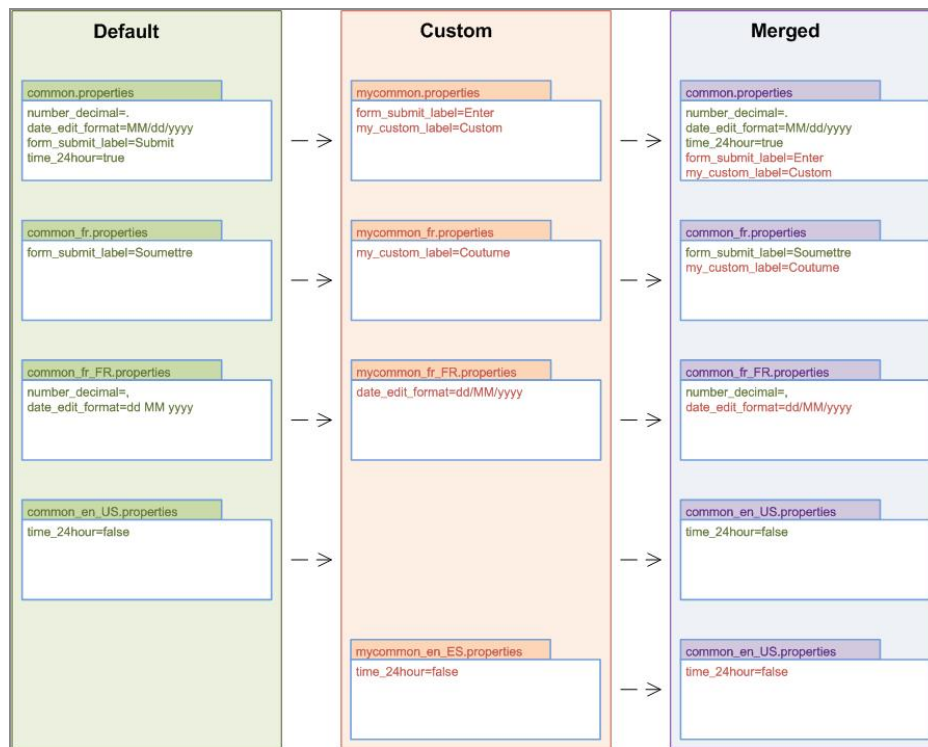 Default
Custom
Merged
common.properties
number_decimal=.
date_edit_format=MM/dd/yyyy
form_submit_label=Submit
time_24hour=true
mycommon.properties
form_submit_label=Enter
my_custom_label=Custom
common.properties
number_decimal=.
date_edit_format=MM/dd/yyyy
time_24hour=true
form_submit_label=Enter
my_custom_label=Custom
common_fr.properties
form_submit_label=Soumettre
mycommon_fr.properties
my_custom_label=Coutume
common_fr.properties
form_submit_label=Soumettre
my_custom_label=Coutume
common_fr_FR.properties
number_decimal=,
date_edit_format=dd MM yyyy
mycommon_fr_FR.properties
date_edit_format=dd/MM/yyyy
common_fr_FR.properties
number_decimal=,
date_edit_format=dd/MM/yyyy
common_en_US.properties
time_24hour=false
common_en_US.properties
time_24hour=false
mycommon_en_ES.properties
time_24hour=false
common_en_US.properties
time_24hour=false